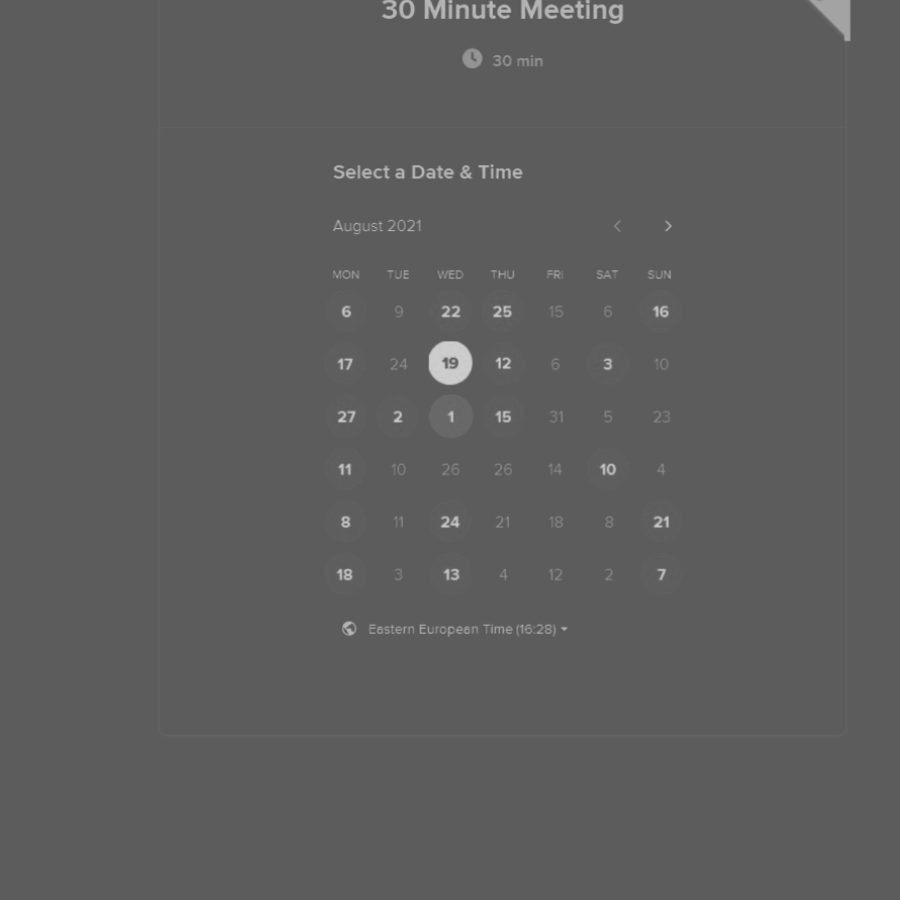 30 Minute Meeting
30 min
Select a Date & Time
August 2021
MON TUE WED THU FRI SAT SUN
6 9 22 25 15 6 16
17 24 19 12 6 3 10
27 2 1 15 31 5 23
11 10 26 26 14 10 4
8 11 24 21 18 8 21
18 3 13 4 12 2 7
Eastern European Time (16:28)